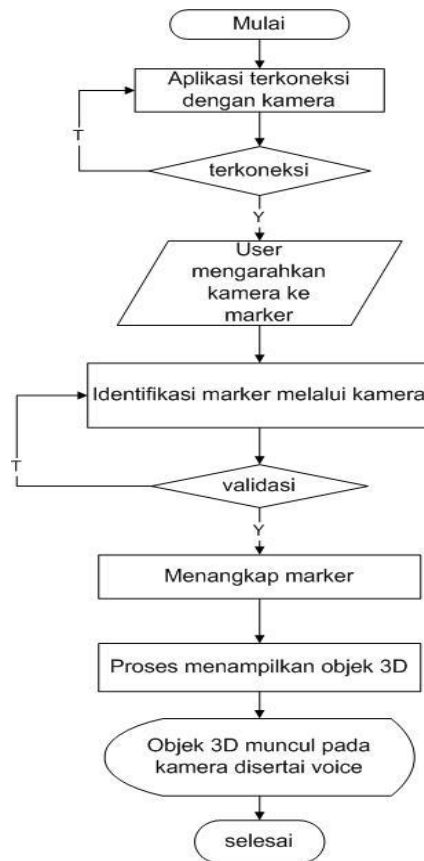 Mulai
Aplikasi terkoneksi
dengan kamera
T
terkoneksi
Y
User
mengarahkan
kamera ke
marker
Identifikasi marker melalui kamera
T
validasi
Y
Menangkap marker
Proses menampilkan objek 3D
Objek 3D muncul pada
kamera disertai voice
selesai